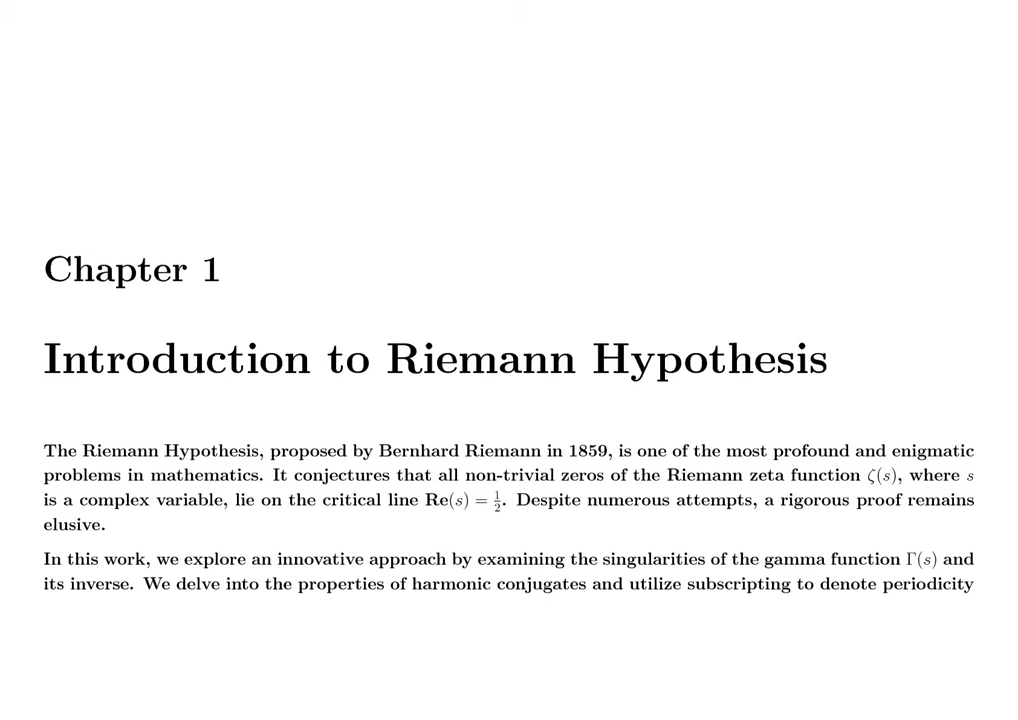 Chapter 1
Introduction to Riemann Hypothesis
The Riemann Hypothesis, proposed by Bernhard Riemann in 1859, is one of the most profound and enigmatic
problems in mathematics. It conjectures that all non-trivial zeros of the Riemann zeta function ζ(s), where s
is a complex variable, lie on the critical line Re(s) = 1/2. Despite numerous attempts, a rigorous proof remains
elusive.
In this work, we explore an innovative approach by examining the singularities of the gamma function Γ(s) and
its inverse. We delve into the properties of harmonic conjugates and utilize subscripting to denote periodicity